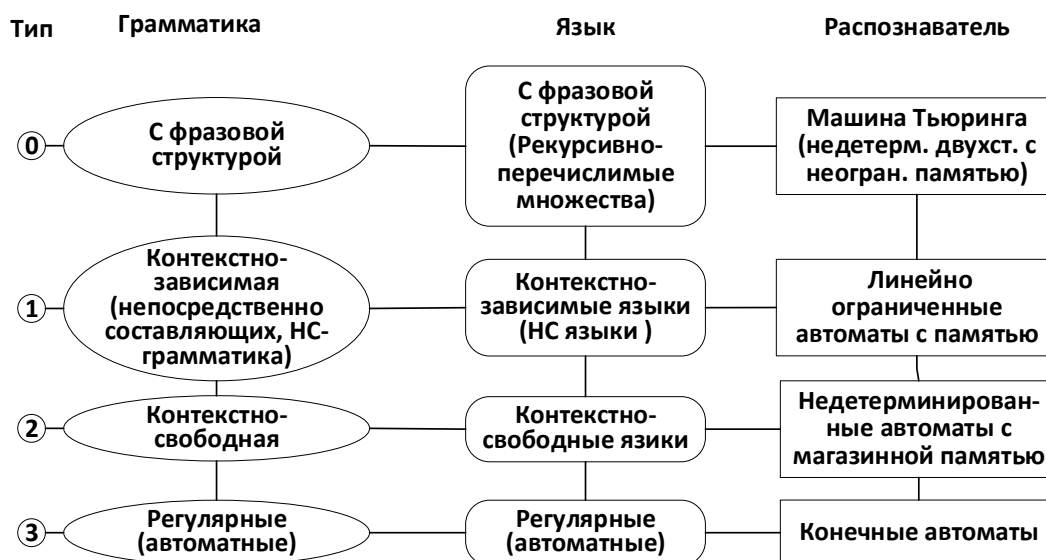 Тип
Грамматика
Язык
Распознаватель
0
С фразовой
структурой
С фразовой
структурой
(Рекурсивно-
перечислимые
множества)
Машина Тьюринга
(недетерм. двухст. с
неогран. памятью)
1
Контекстно-
зависимая
(непосредственно
составляющих, НС-
грамматика)
Контекстно-
зависимые языки
(НС языки )
Линейно
ограниченные
автоматы с памятью
2
Контекстно-
свободная
Контекстно-
свободные язики
Недетерминирован-
ные автоматы с
магазинной памятью
3
Регулярные
(автоматные)
Регулярные
(автоматные)
Конечные автоматы